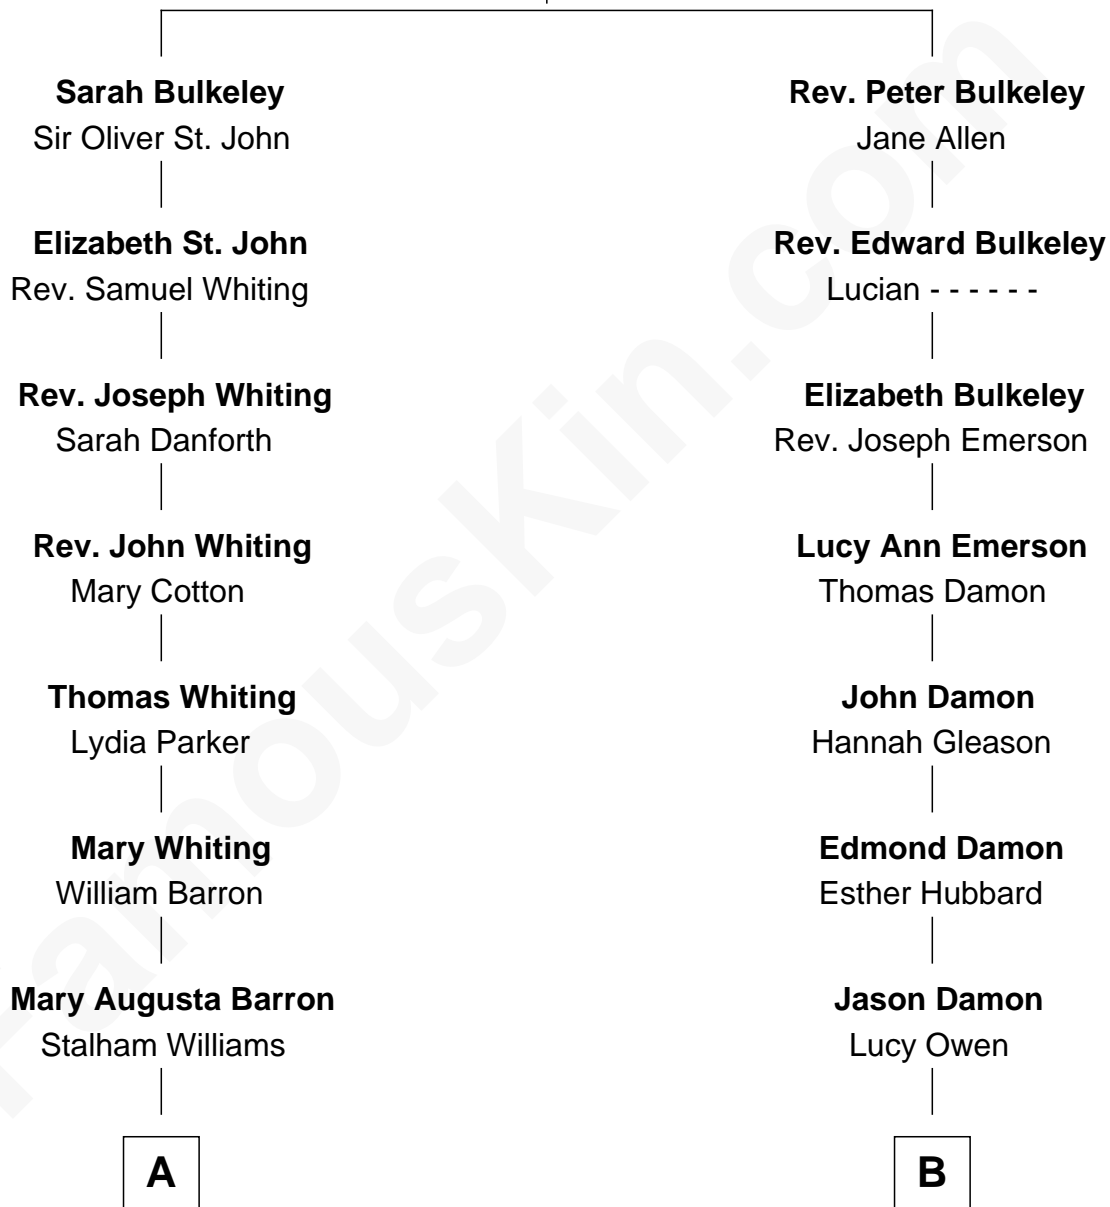 Sarah Bulkeley
Sir Oliver St. John
Elizabeth St. John
Rev. Samuel Whiting
Rev. Joseph Whiting
Sarah Danforth
Rev. John Whiting
Mary Cotton
Thomas Whiting
Lydia Parker
Mary Whiting
William Barron
Mary Augusta Barron
Stalham Williams
A
Rev. Peter Bulkeley
Jane Allen
Rev. Edward Bulkeley
Lucian - - - - - -
Elizabeth Bulkeley
Rev. Joseph Emerson
Lucy Ann Emerson
Thomas Damon
John Damon
Hannah Gleason
Edmond Damon
Esther Hubbard
Jason Damon
Lucy Owen
B
FamousKin.com